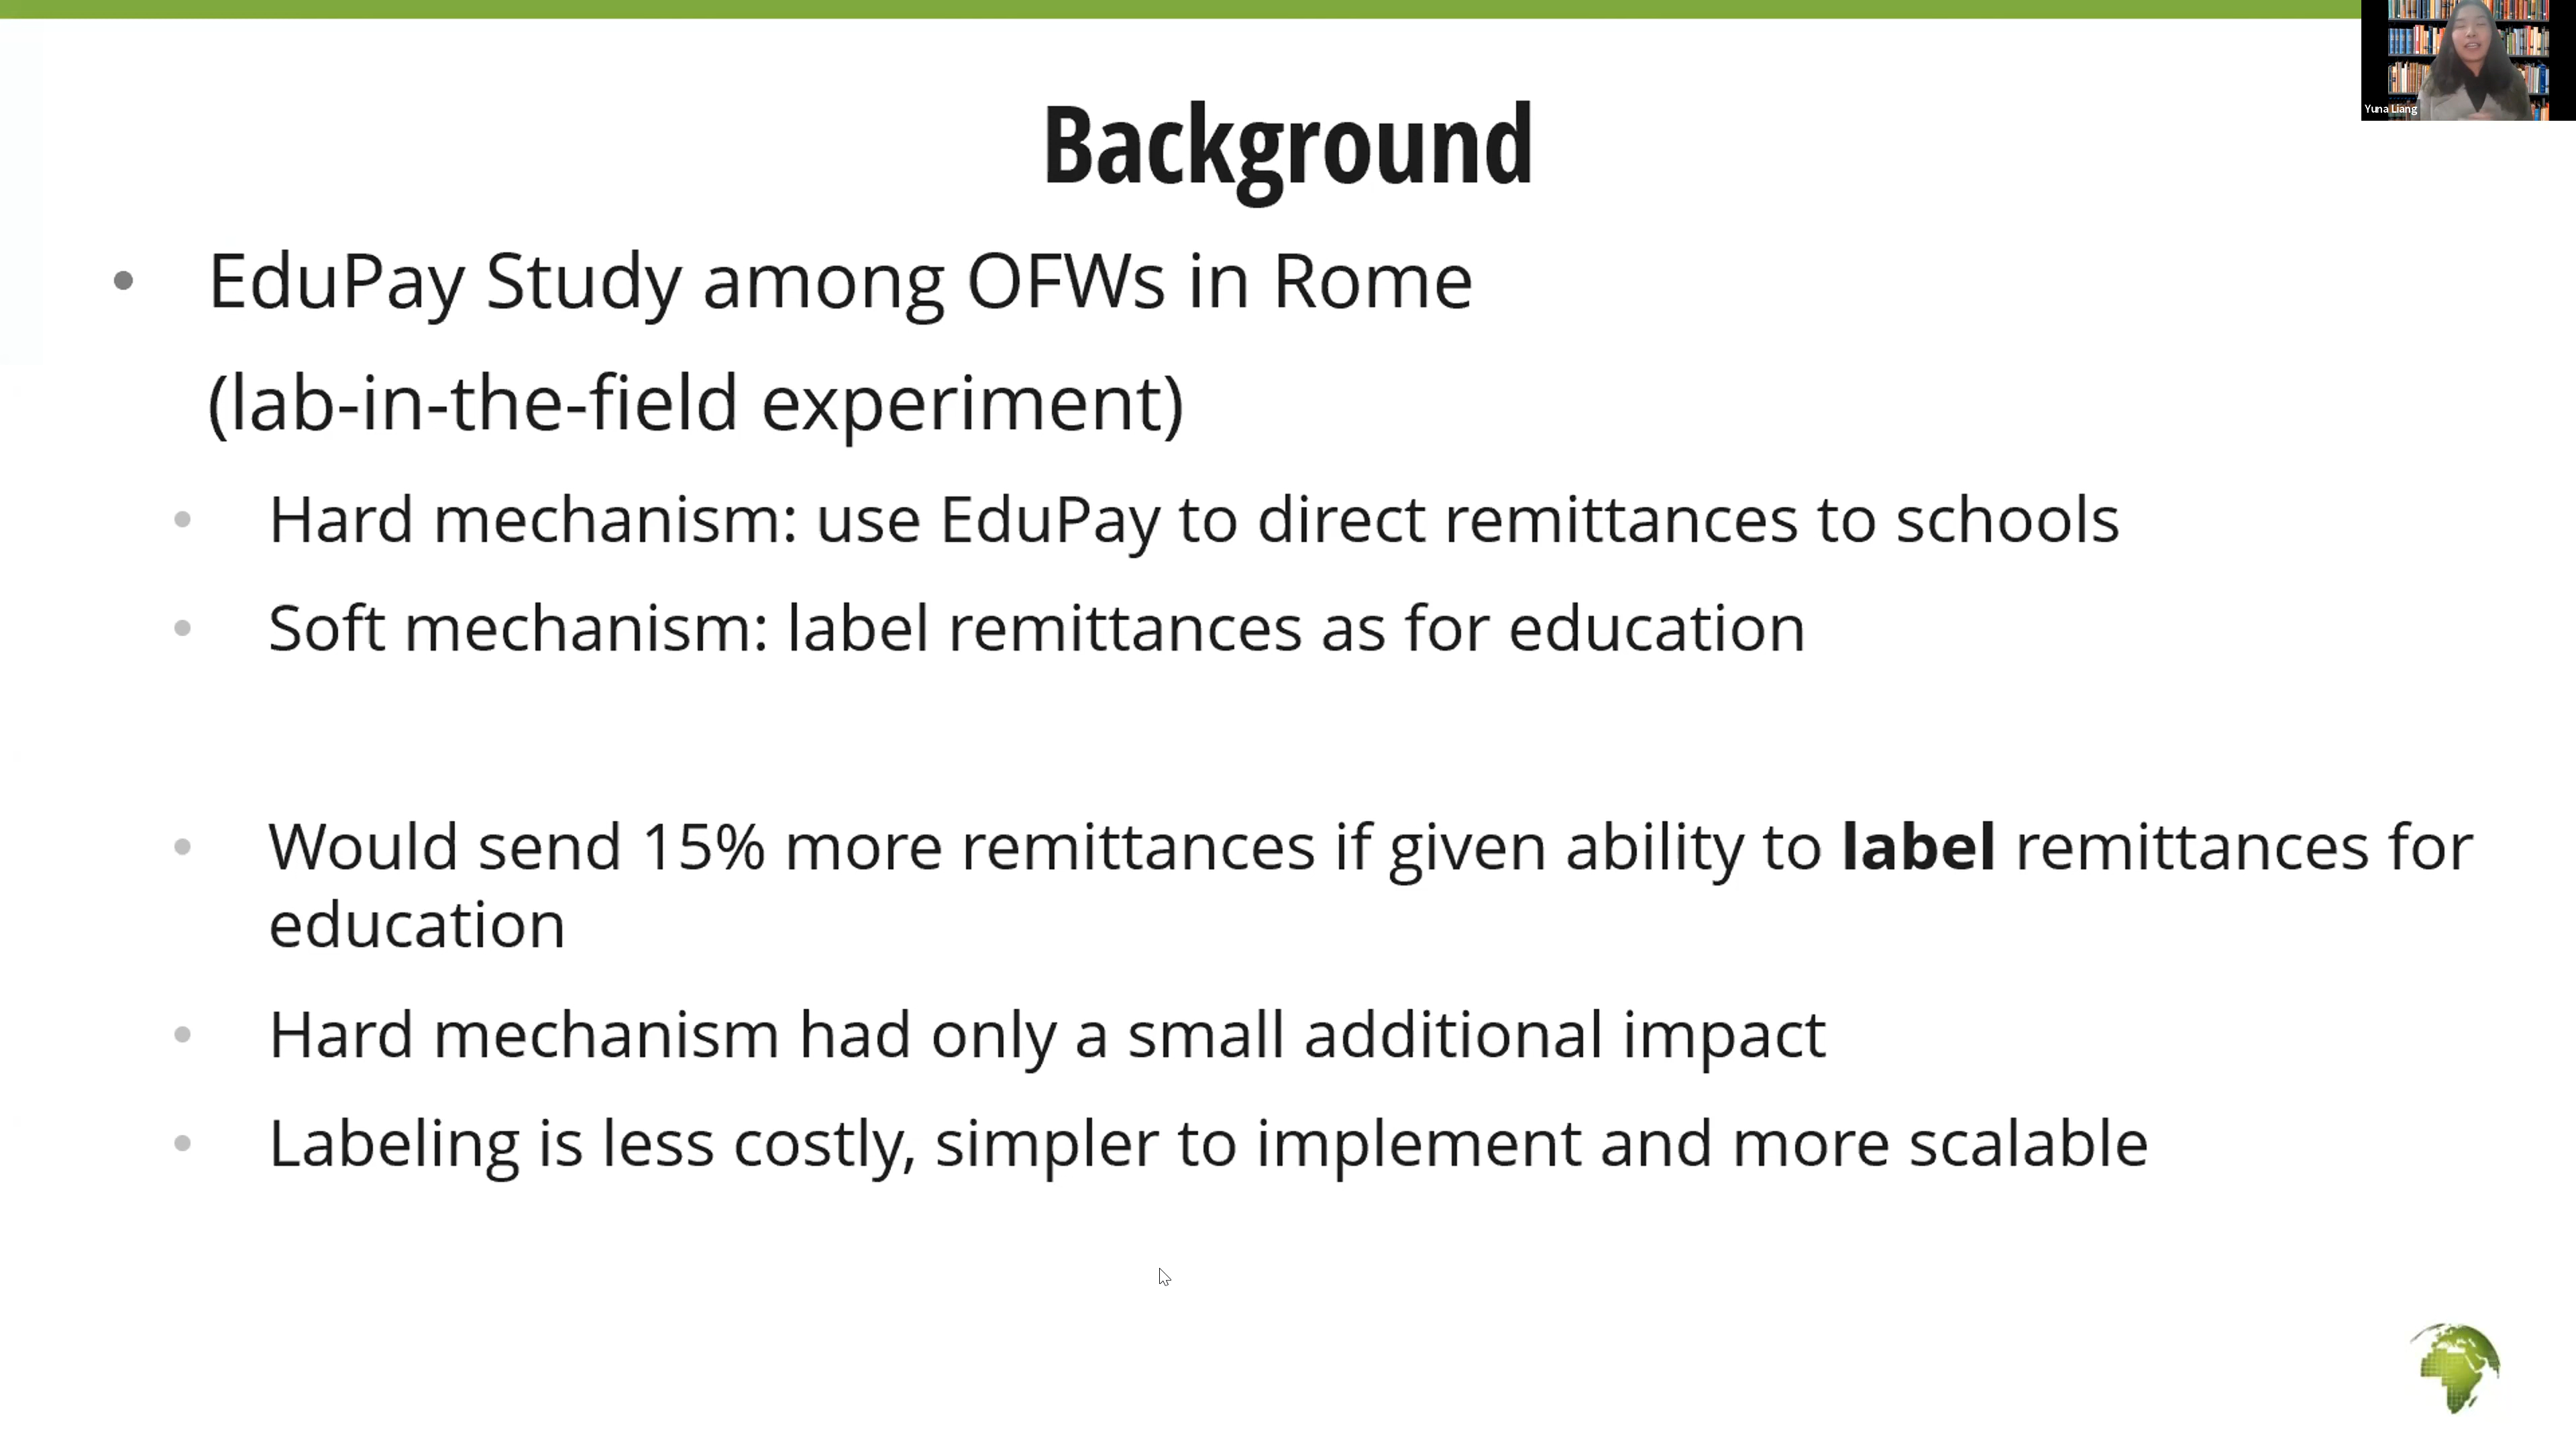 Yuna Liang
Background
• EduPay Study among OFWs in Rome
(lab-in-the-field experiment)
• Hard mechanism: use EduPay to direct remittances to schools
• Soft mechanism: label remittances as for education
• Would send 15% more remittances if given ability to label remittances for
education
• Hard mechanism had only a small additional impact
• Labeling is less costly, simpler to implement and more scalable